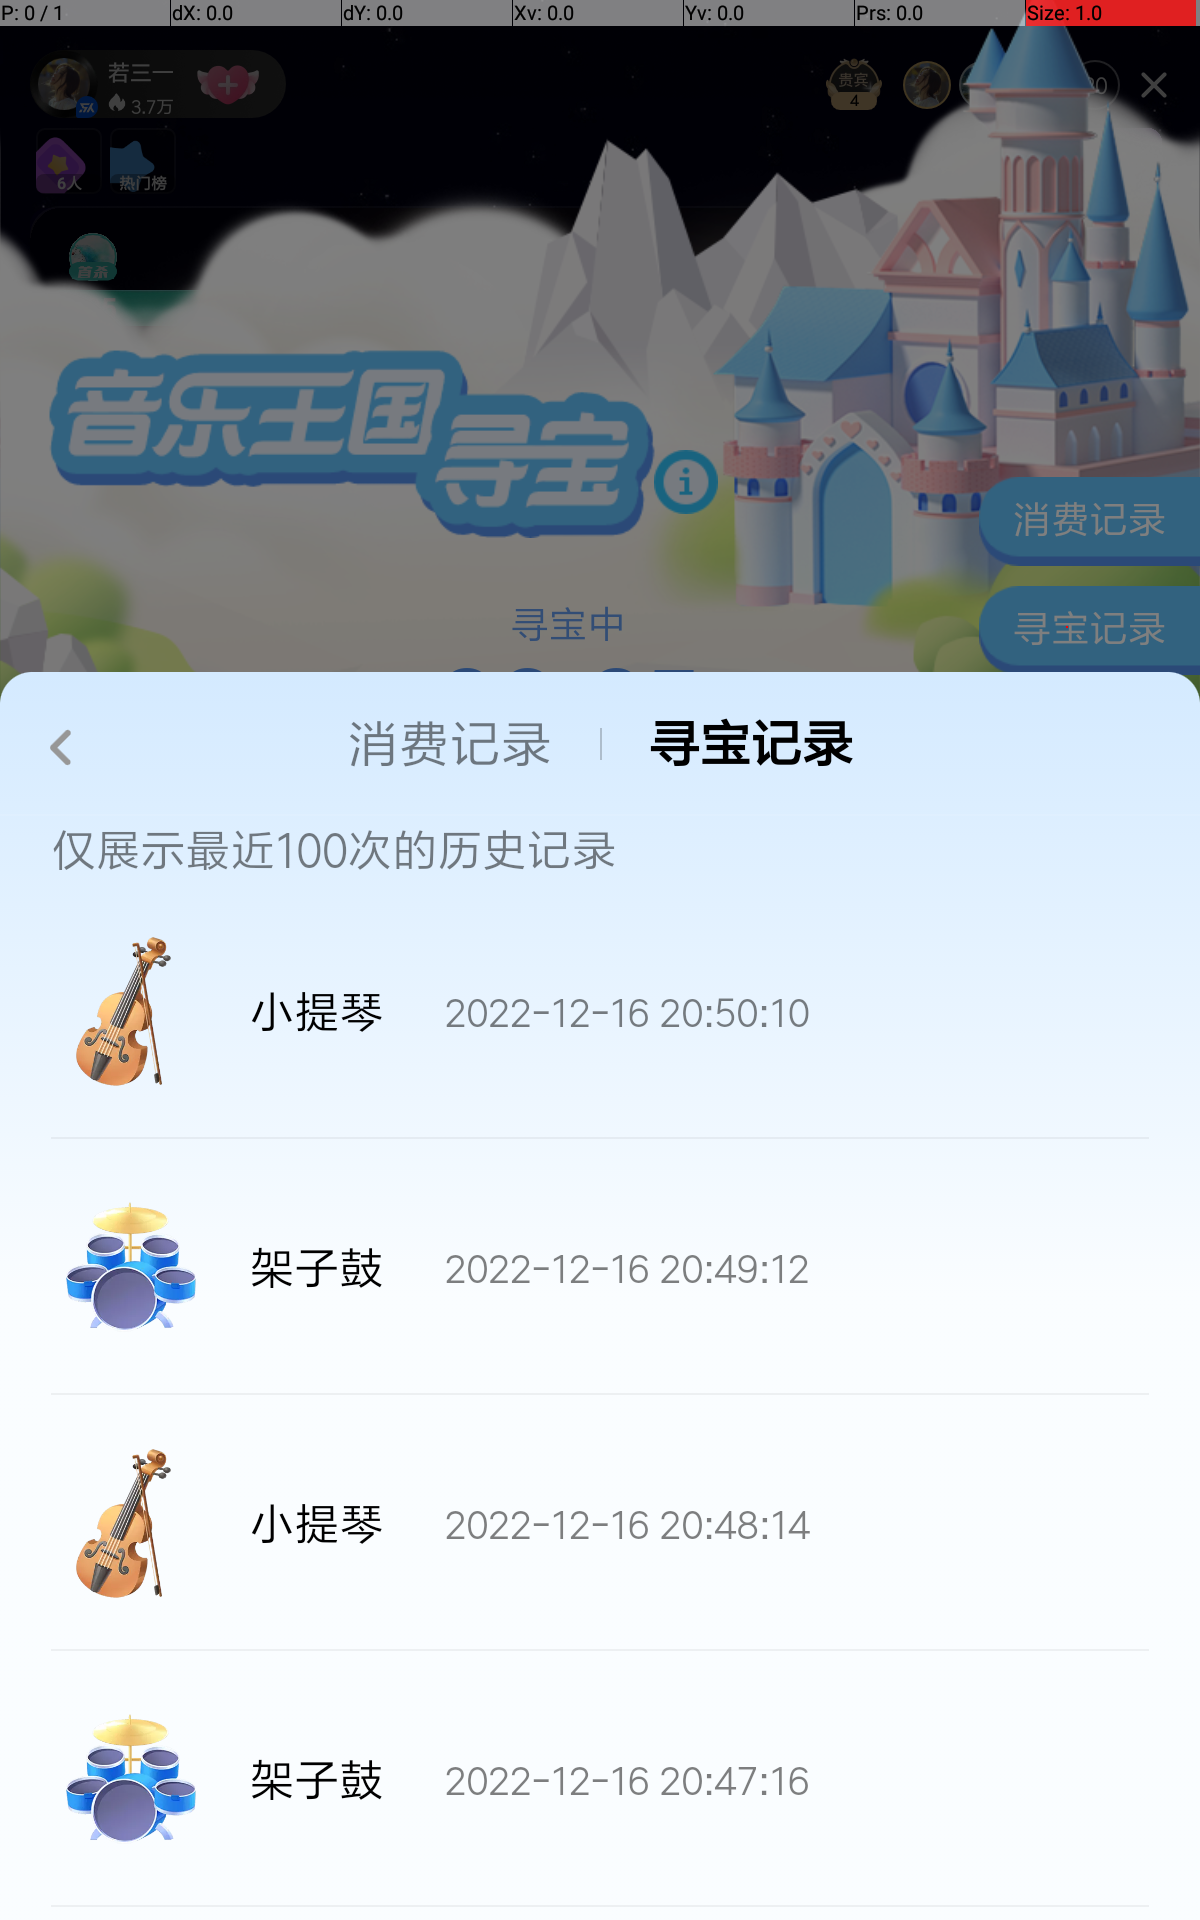 P: 0 / 1 dX: 0.0 dY: 0.0 Xv: 0.0 Yv: 0.0 Prs: 0.0 Size: 1.0
若三一
3.7万
贵宾
4
6人
热门榜
首杀
音乐王国
寻宝
i
消费记录
寻宝中
寻宝记录
消费记录 寻宝记录
仅展示最近100次的历史记录
小提琴 2022-12-16 20:50:10
架子鼓 2022-12-16 20:49:12
小提琴 2022-12-16 20:48:14
架子鼓 2022-12-16 20:47:16